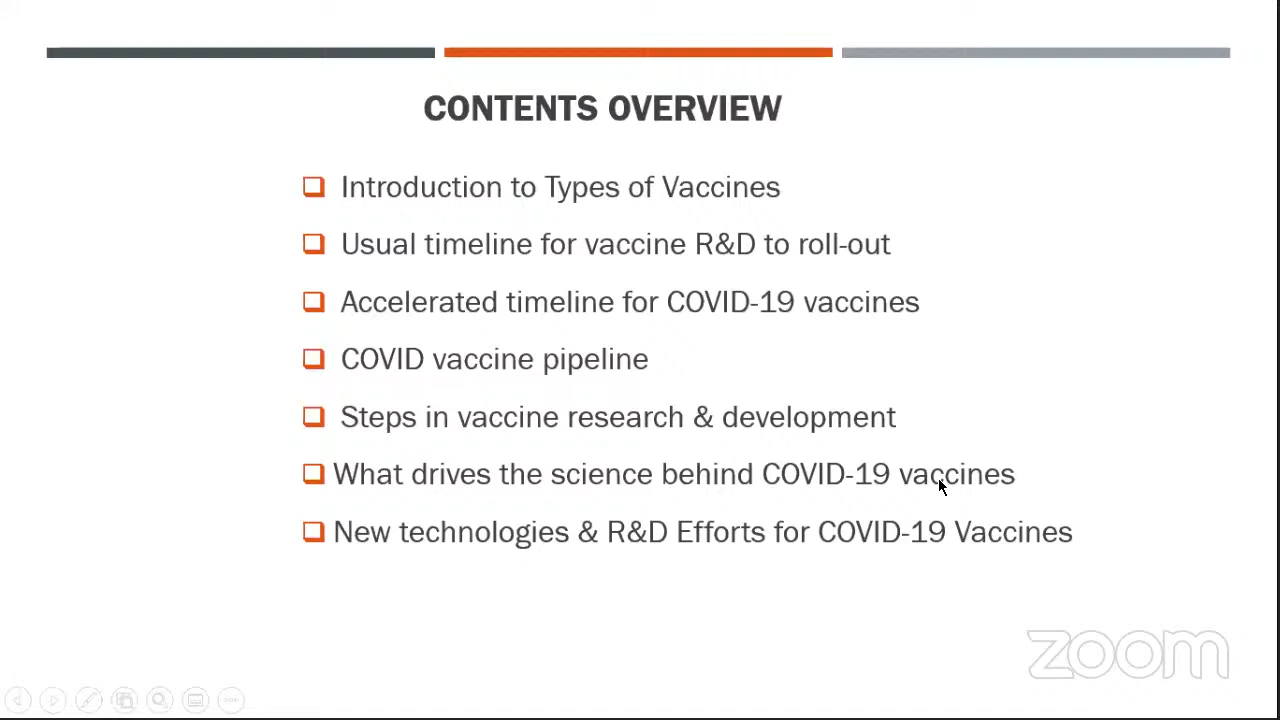 CONTENTS OVERVIEW
Introduction to Types of Vaccines
Usual timeline for vaccine R&D to roll-out
Accelerated timeline for COVID-19 vaccines
COVID vaccine pipeline
Steps in vaccine research & development
What drives the science behind COVID-19 vaccines
New technologies & R&D Efforts for COVID-19 Vaccines
zoom